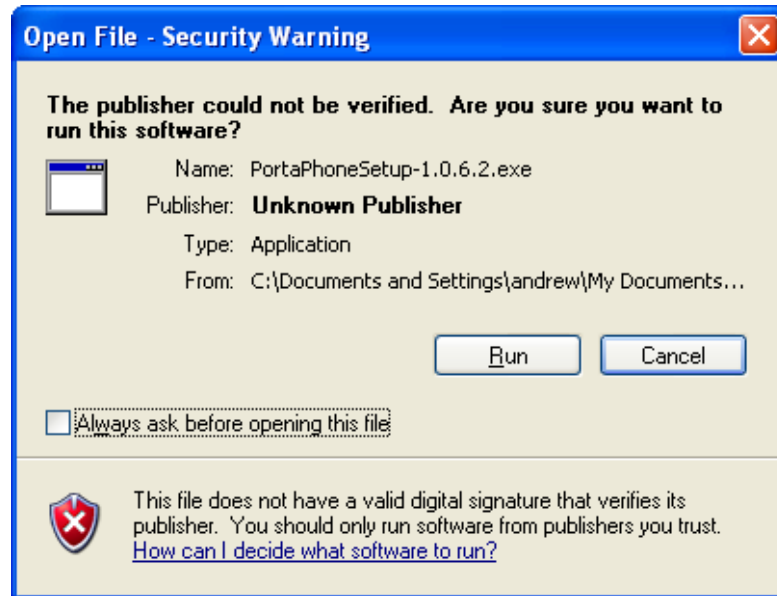 Open File - Security Warning
The publisher could not be verified. Are you sure you want to
run this software?
Name: PortaPhoneSetup-1.0.6.2.exe
Publisher: Unknown Publisher
Type: Application
From: C:\Documents and Settings\andrew\My Documents...
Run Cancel
Always ask before opening this file
This file does not have a valid digital signature that verifies its
publisher. You should only run software from publishers you trust.
How can I decide what software to run?